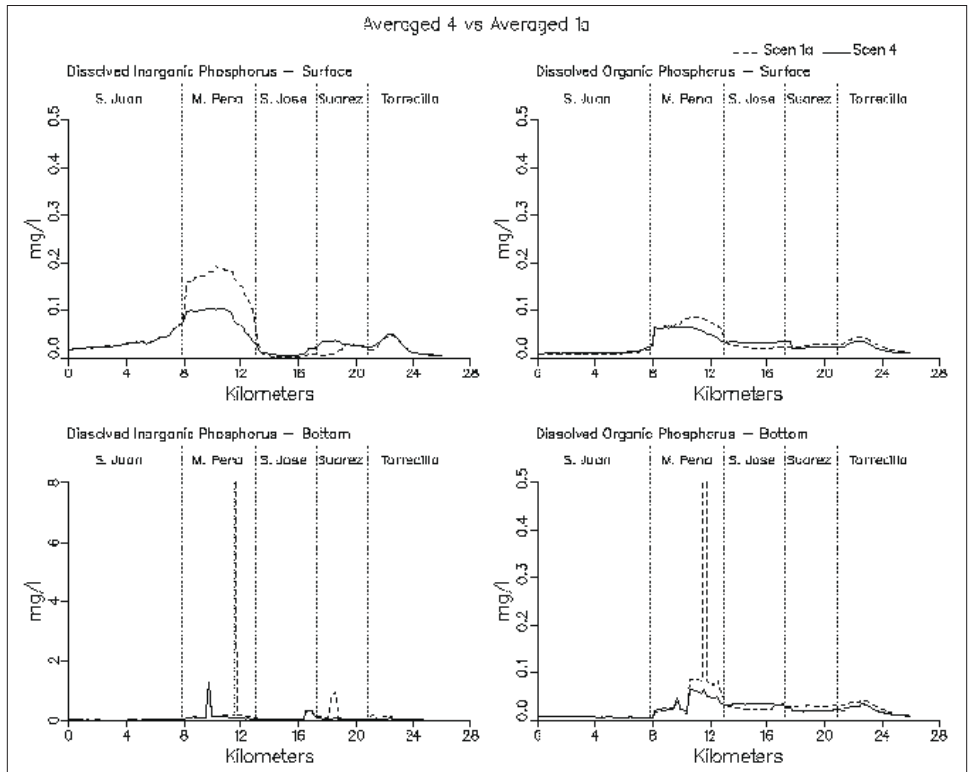 Averaged 4 vs Averaged 1a
Scen 1a Scen 4
Dissolved Inorganic Phosphorus – Surface
S. Juan M. Pena S. Jose Suarez Torrecilla
mg/l
0.5
0.4
0.3
0.2
0.1
0.0
0 4 8 12 16 20 24 28
Kilometers
Dissolved Organic Phosphorus – Surface
S. Juan M. Pena S. Jose Suarez Torrecilla
mg/l
0.5
0.4
0.3
0.2
0.1
0.0
0 4 8 12 16 20 24 28
Kilometers
Dissolved Inorganic Phosphorus – Bottom
S. Juan M. Pena S. Jose Suarez Torrecilla
mg/l
8
6
4
2
0
0 4 8 12 16 20 24 28
Kilometers
Dissolved Organic Phosphorus – Bottom
S. Juan M. Pena S. Jose Suarez Torrecilla
mg/l
0.5
0.4
0.3
0.2
0.1
0.0
0 4 8 12 16 20 24 28
Kilometers